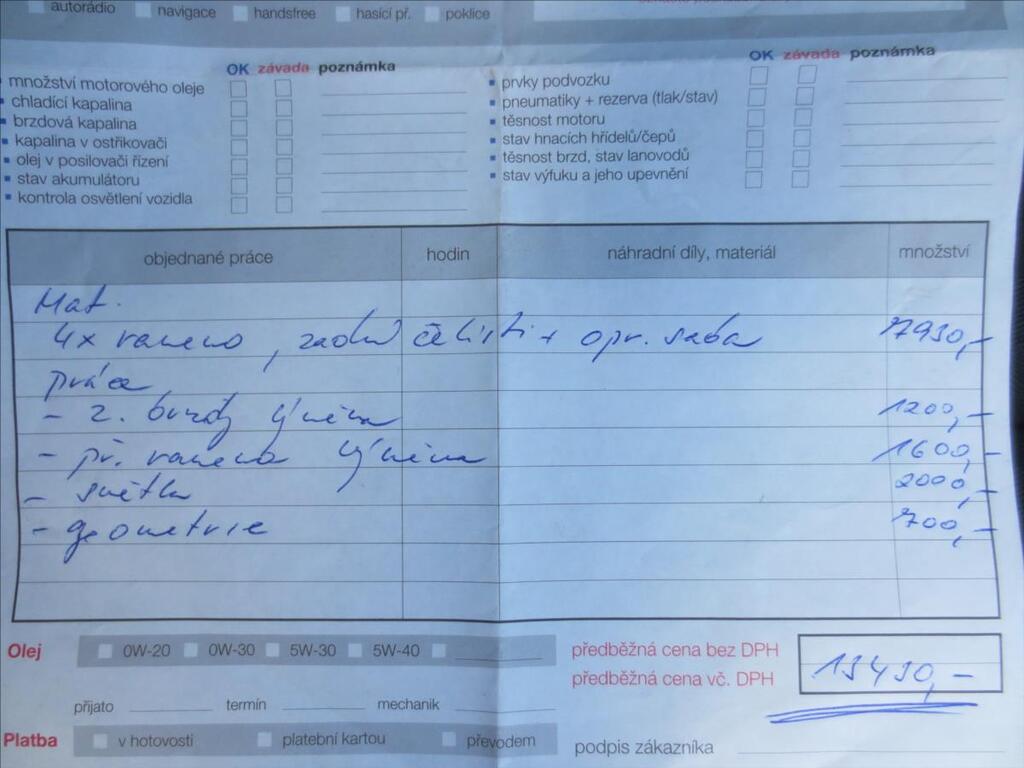 autorádio navigace handsfree hasící př. poklice
OK závada poznámka
množství motorového oleje
chladící kapalina
brzdová kapalina
kapalina v ostřikovači
olej v posilovači řízení
stav akumulátoru
kontrola osvětlení vozidla
OK závada poznámka
prvky podvozku
pneumatiky + rezerva (tlak/stav)
těsnost motoru
stav hnacích hřídelů/čepů
těsnost brzd, stav lanovodů
stav výfuku a jeho upevnění
objednané práce hodin náhradní díly, materiál množství
Mat.
4x rameno, zadní čelisti + opr. sada 7930,-
práce
- z. brzdy výměna 1200,-
- př. ramena výměna 1600,-
- světla 2000,-
- geometrie 700,-
Olej 0W-20 0W-30 5W-30 5W-40
předběžná cena bez DPH
předběžná cena vč. DPH
13430,-
přijato termín mechanik
Platba v hotovosti platební kartou převodem
podpis zákazníka